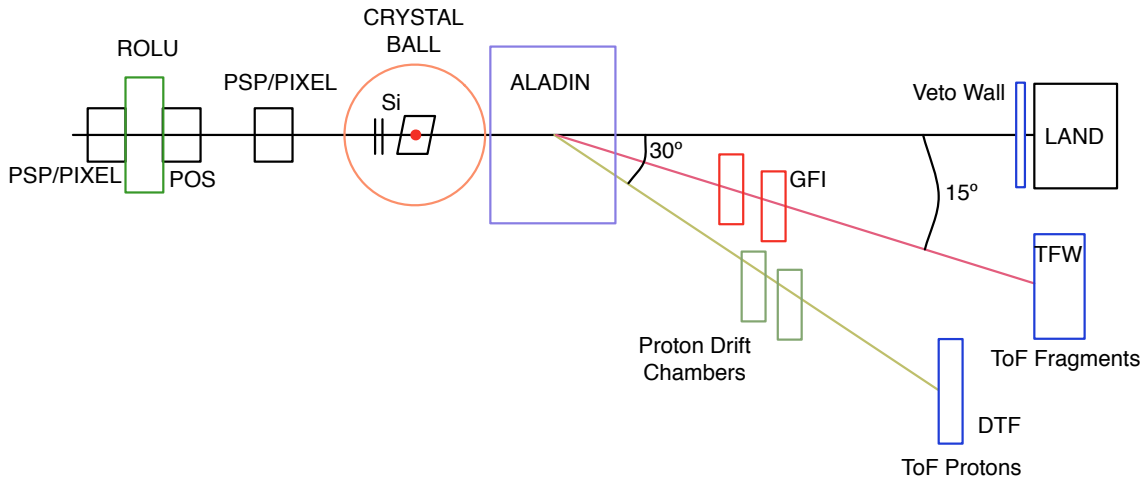 CRYSTAL
BALL
ROLU
PSP/PIXEL
ALADIN
Si
Veto Wall
LAND
30º
PSP/PIXEL
POS
GFI
15º
TFW
Proton Drift
Chambers
ToF Fragments
DTF
ToF Protons